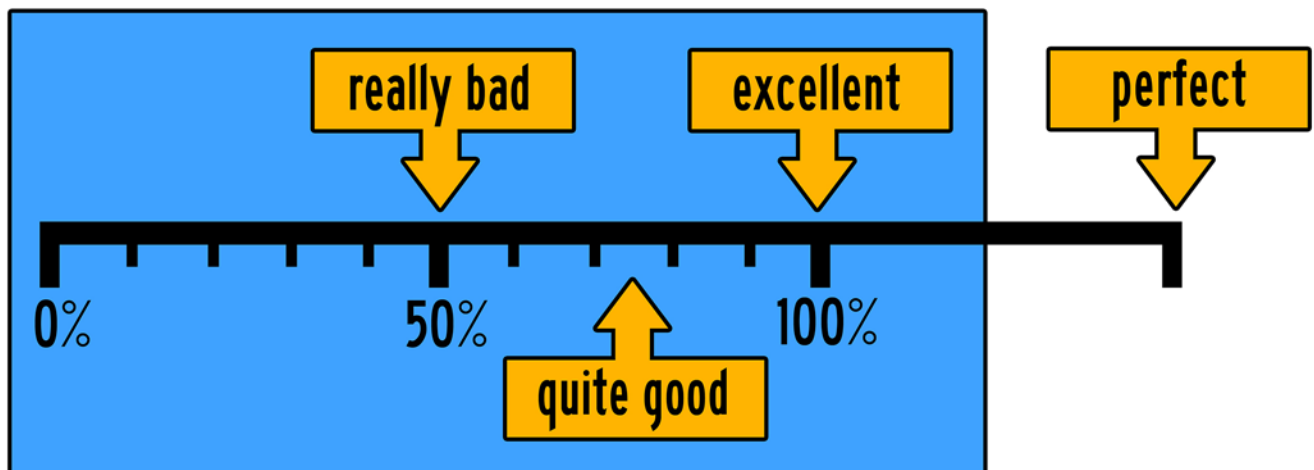 really bad
excellent
perfect
0%
50%
100%
quite good